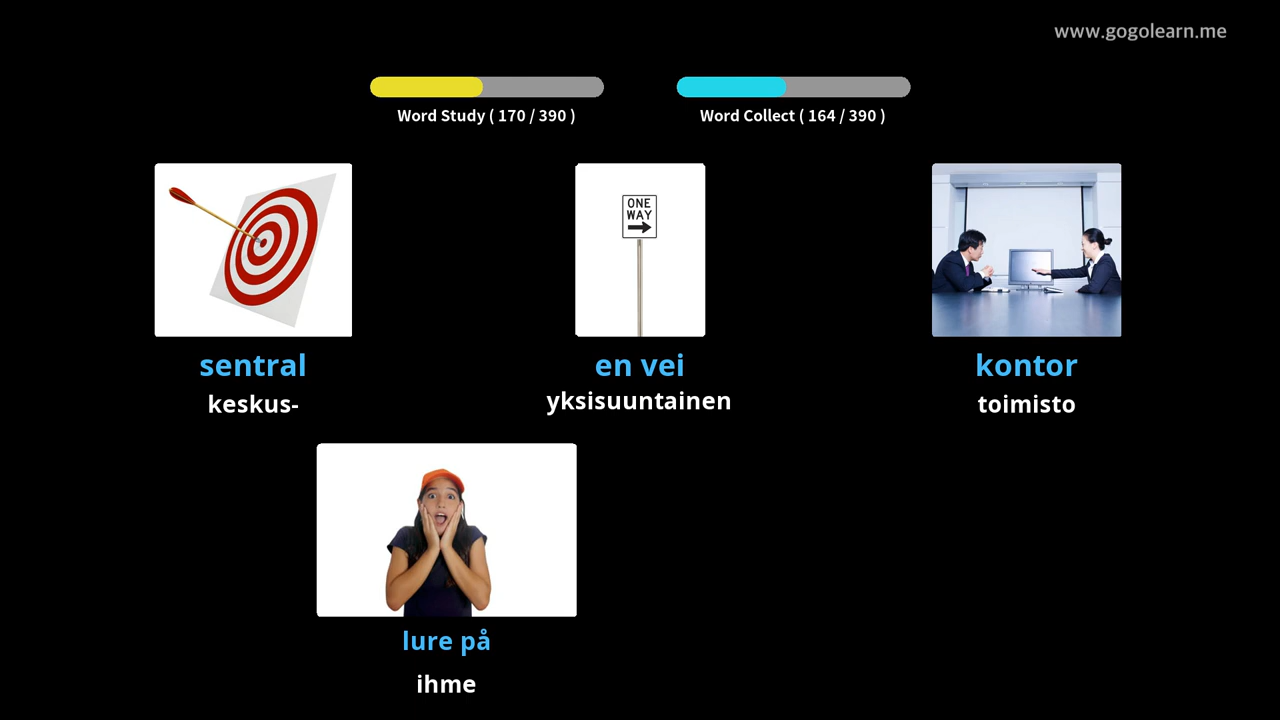 www.gogolearn.me
Word Study ( 170 / 390 )
Word Collect ( 164 / 390 )
ONE
WAY
sentral
keskus-
en vei
yksisuuntainen
kontor
toimisto
lure på
ihme